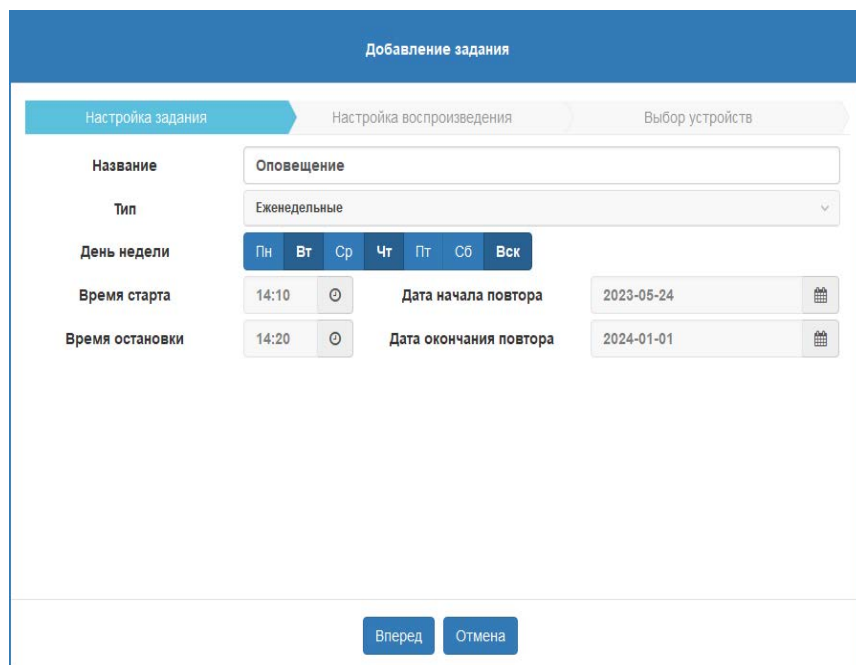 Добавление задания
Настройка задания Настройка воспроизведения Выбор устройств
Название Оповещение
Тип Еженедельные
День недели Пн Вт Ср Чт Пт Сб Вск
Время старта 14:10 Дата начала повтора 2023-05-24
Время остановки 14:20 Дата окончания повтора 2024-01-01
Вперед Отмена